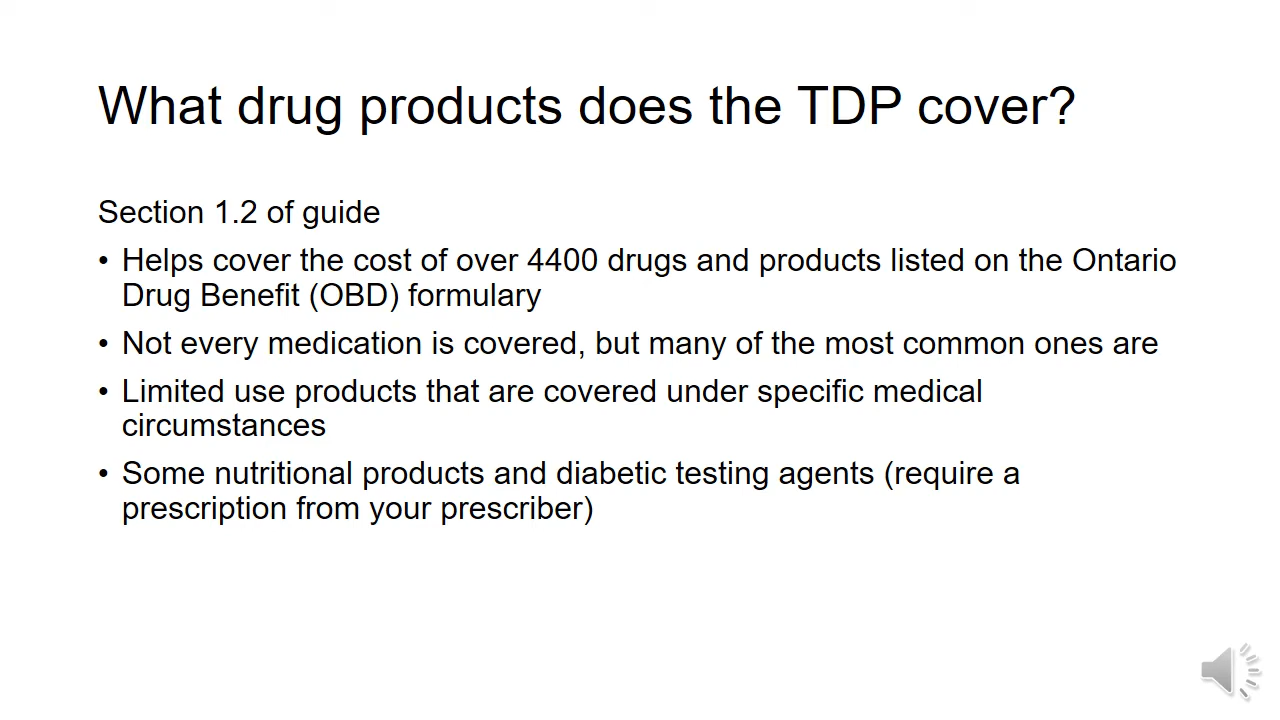 What drug products does the TDP cover?
Section 1.2 of guide
• Helps cover the cost of over 4400 drugs and products listed on the Ontario
Drug Benefit (OBD) formulary
• Not every medication is covered, but many of the most common ones are
• Limited use products that are covered under specific medical
circumstances
• Some nutritional products and diabetic testing agents (require a
prescription from your prescriber)